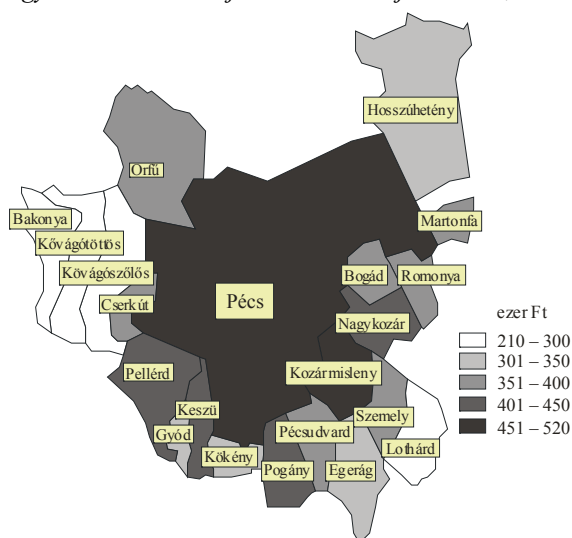 Hosszúhetény
Orfű
Martonfa
Bakonya
Kővágótöttös
Kövágószőlős
Bogád
Romonya
Cserkút
Pécs
Nagykozár
Pellérd
Kozármisleny
Keszü
Szemely
Gyód
Pécsudvard
Kökény
Lothárd
Pogány
Egerág
ezer Ft
210 – 300
301 – 350
351 – 400
401 – 450
451 – 520